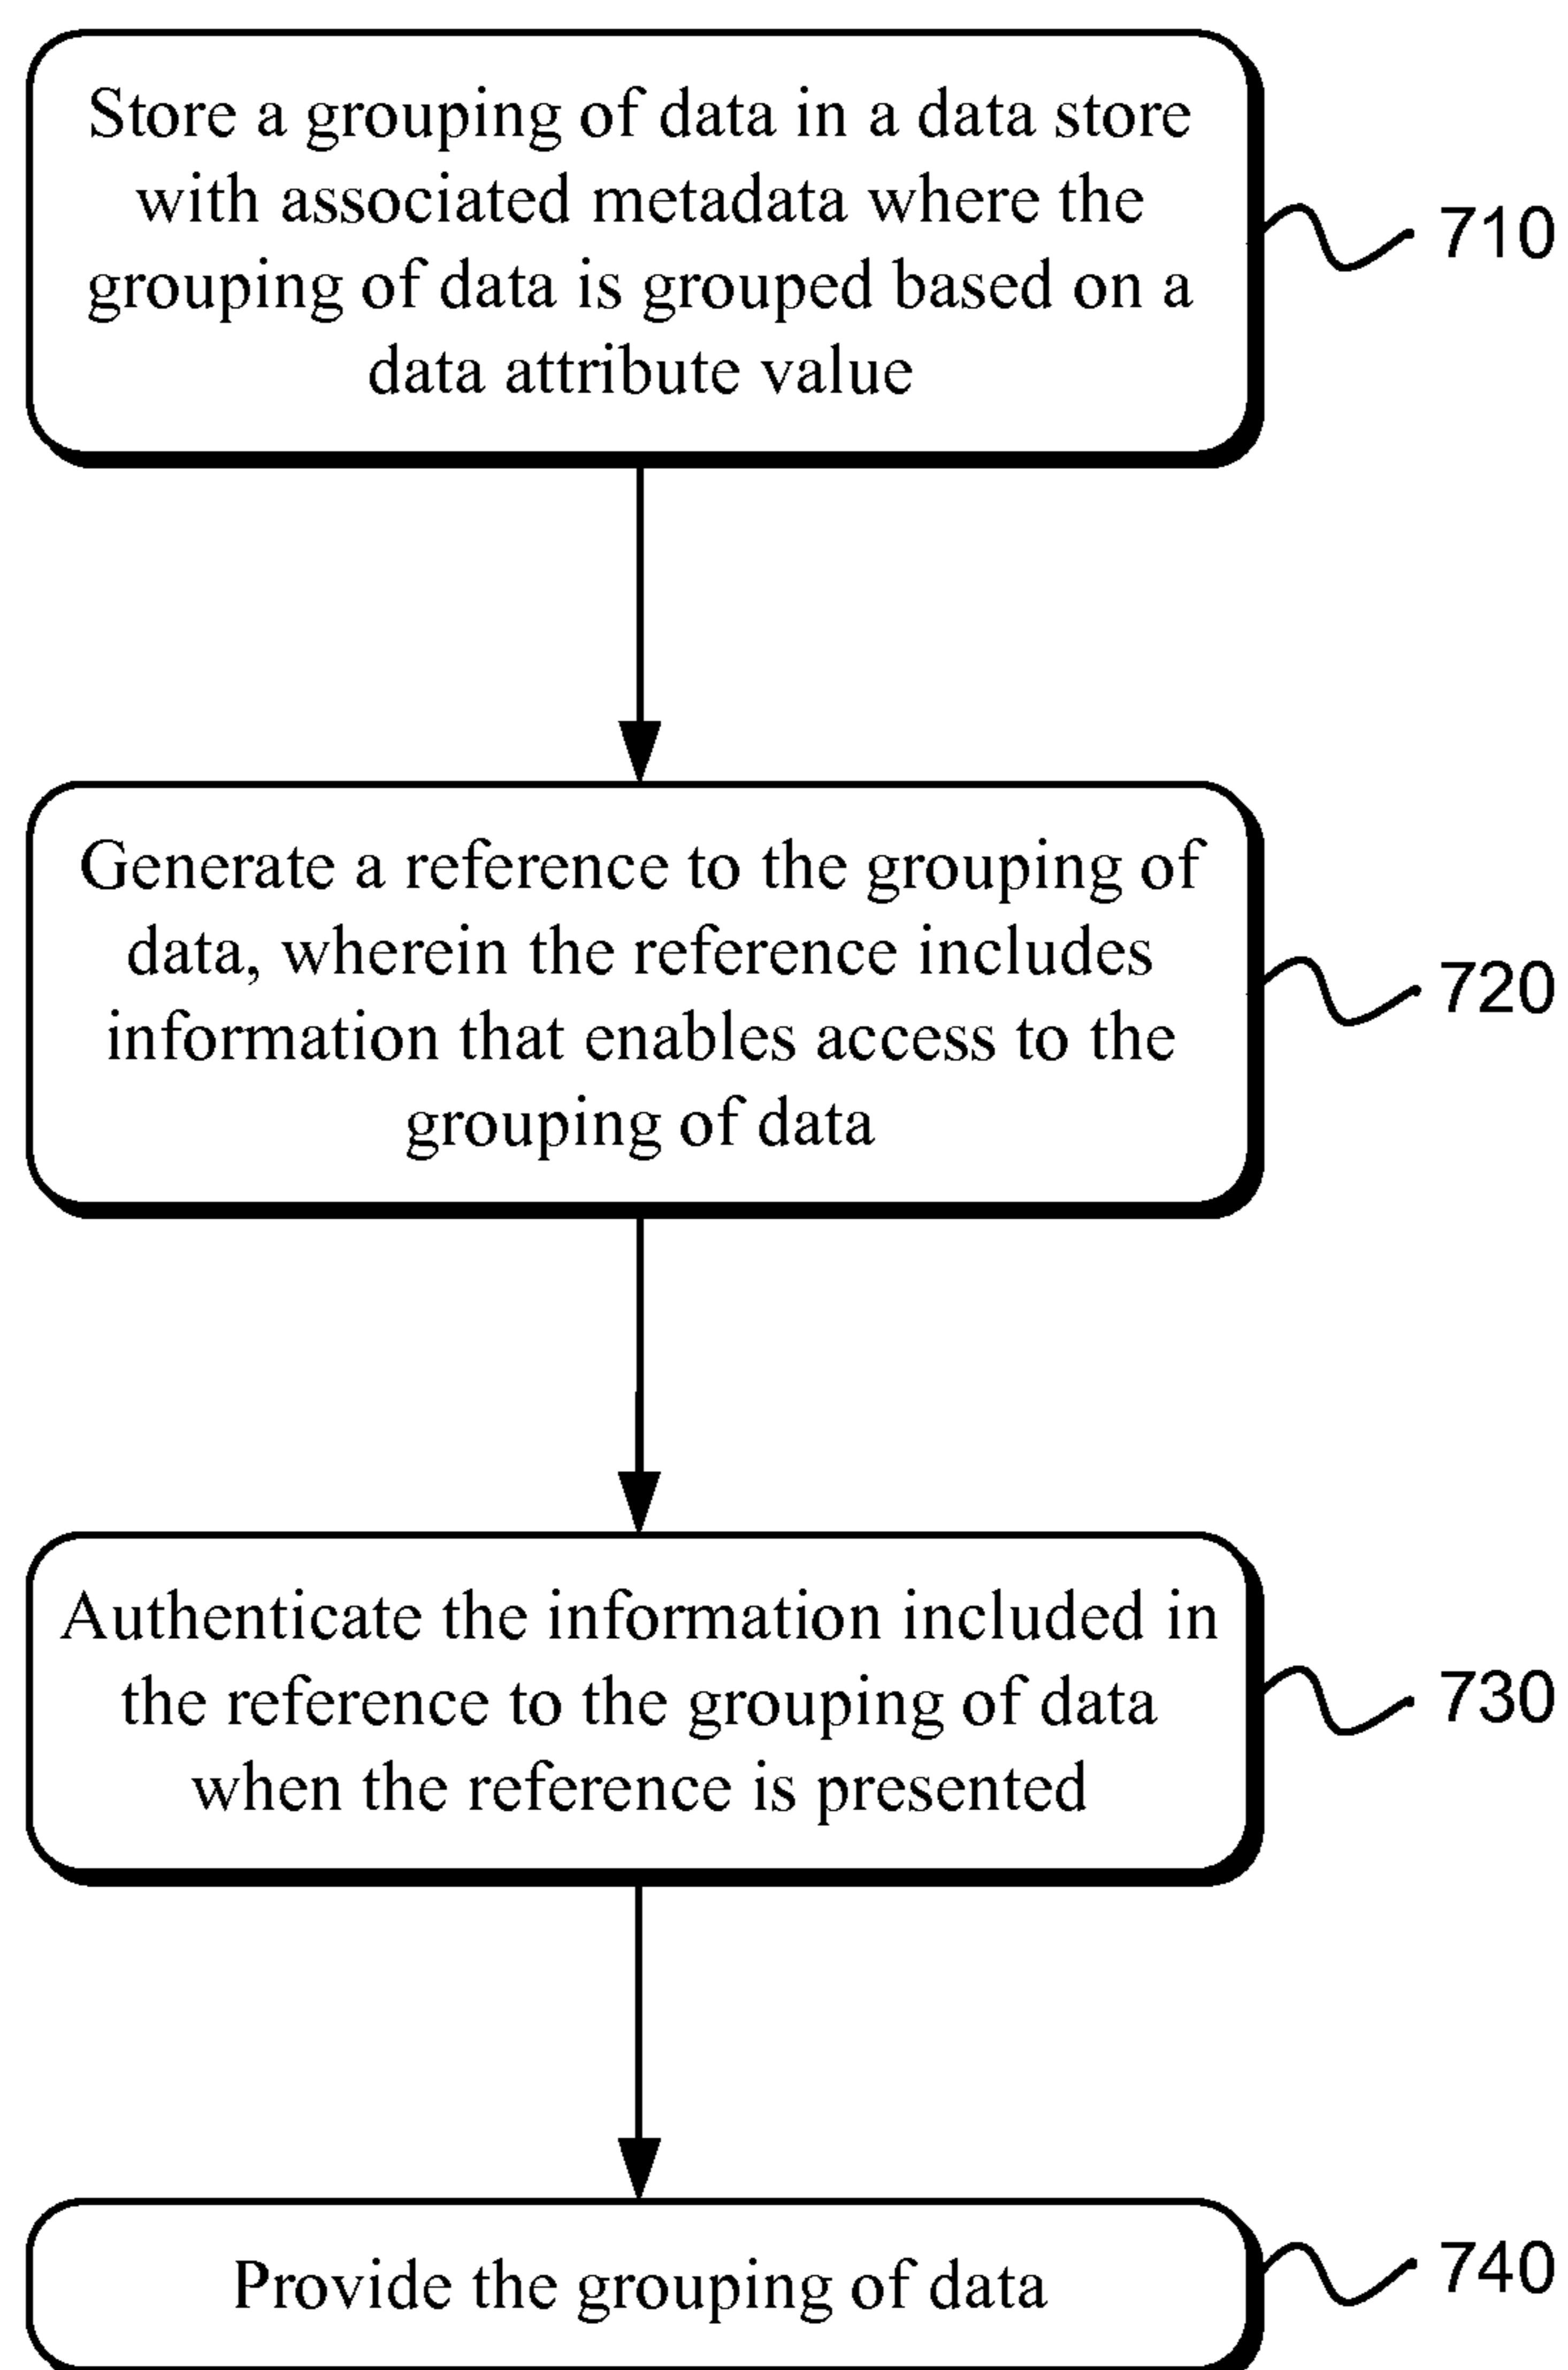 Store a grouping of data in a data store
with associated metadata where the
grouping of data is grouped based on a
data attribute value
710
Generate a reference to the grouping of
data, wherein the reference includes
information that enables access to the
grouping of data
720
Authenticate the information included in
the reference to the grouping of data
when the reference is presented
730
Provide the grouping of data
740